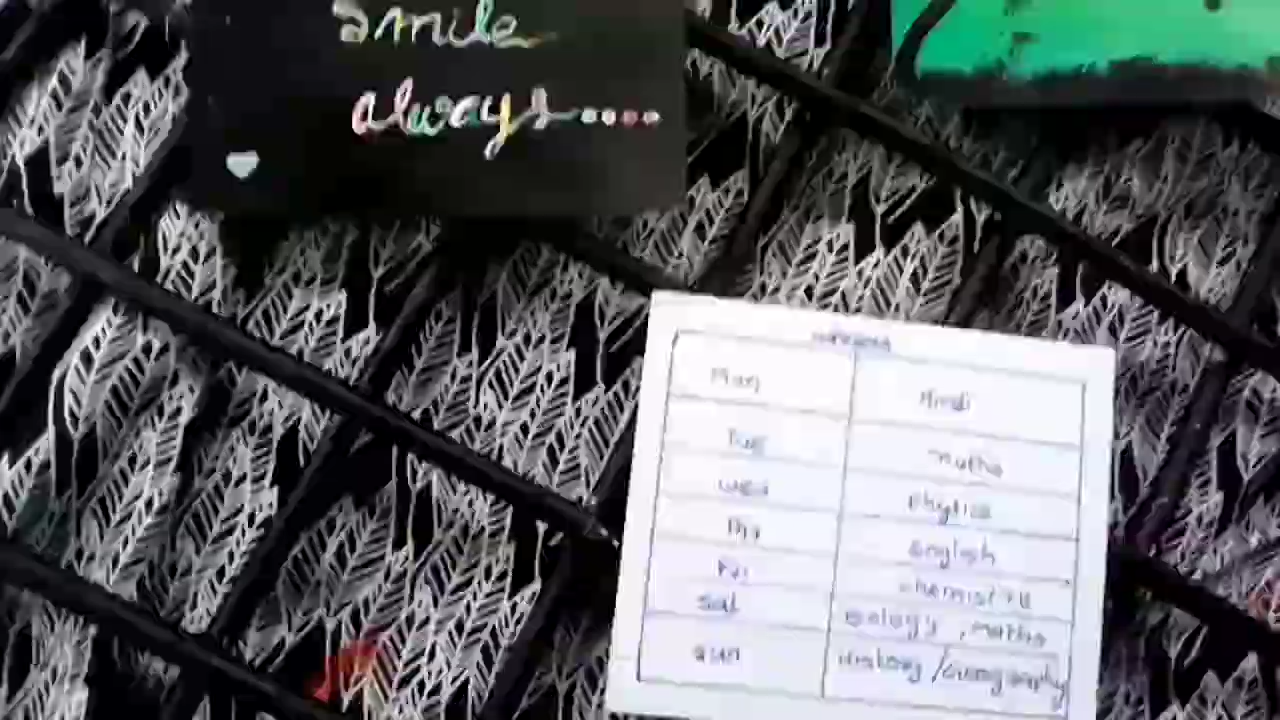 Smile
always....
Mon Hindi
Tue maths
Wed Physics
Thu English
Fri chemistry
Sat Biology, maths
Sun History / Geography